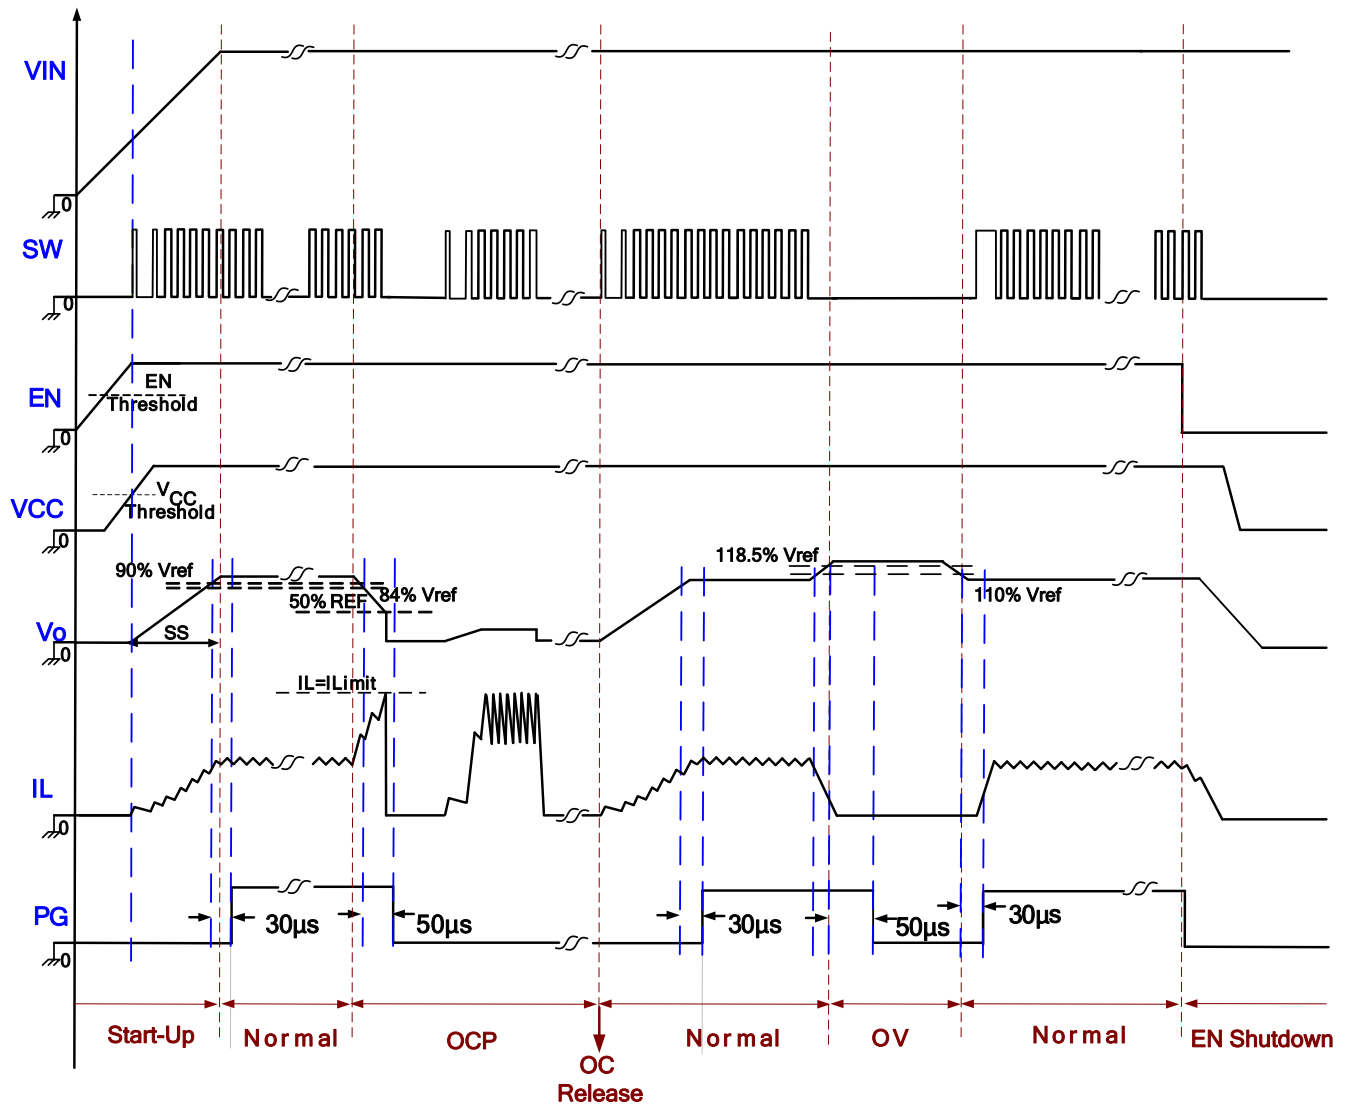 VIN
0
SW
0
EN
EN
Threshold
0
VCC
VCC
Threshold
0
90% Vref
118.5% Vref
50% REF
84% Vref
110% Vref
Vo
SS
0
IL=ILimit
IL
0
PG
30µs
50µs
30µs
50µs
30µs
0
Start-Up
Normal
OCP
Normal
OV
Normal
EN Shutdown
OC
Release